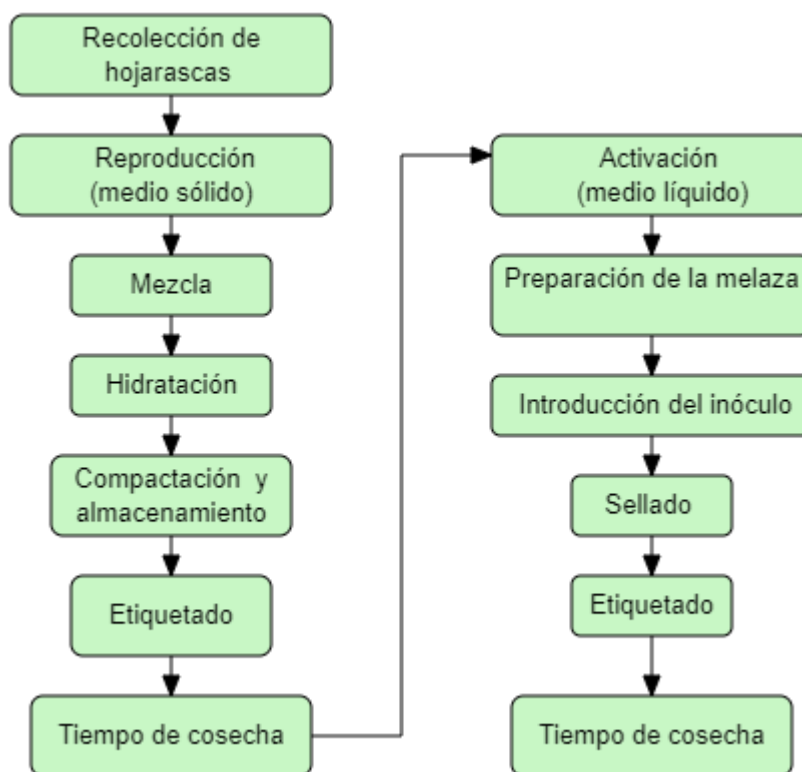 Recolección de
hojarascas
Reproducción
(medio sólido)
Mezcla
Hidratación
Compactación y
almacenamiento
Etiquetado
Tiempo de cosecha
Activación
(medio líquido)
Preparación de la melaza
Introducción del inóculo
Sellado
Etiquetado
Tiempo de cosecha